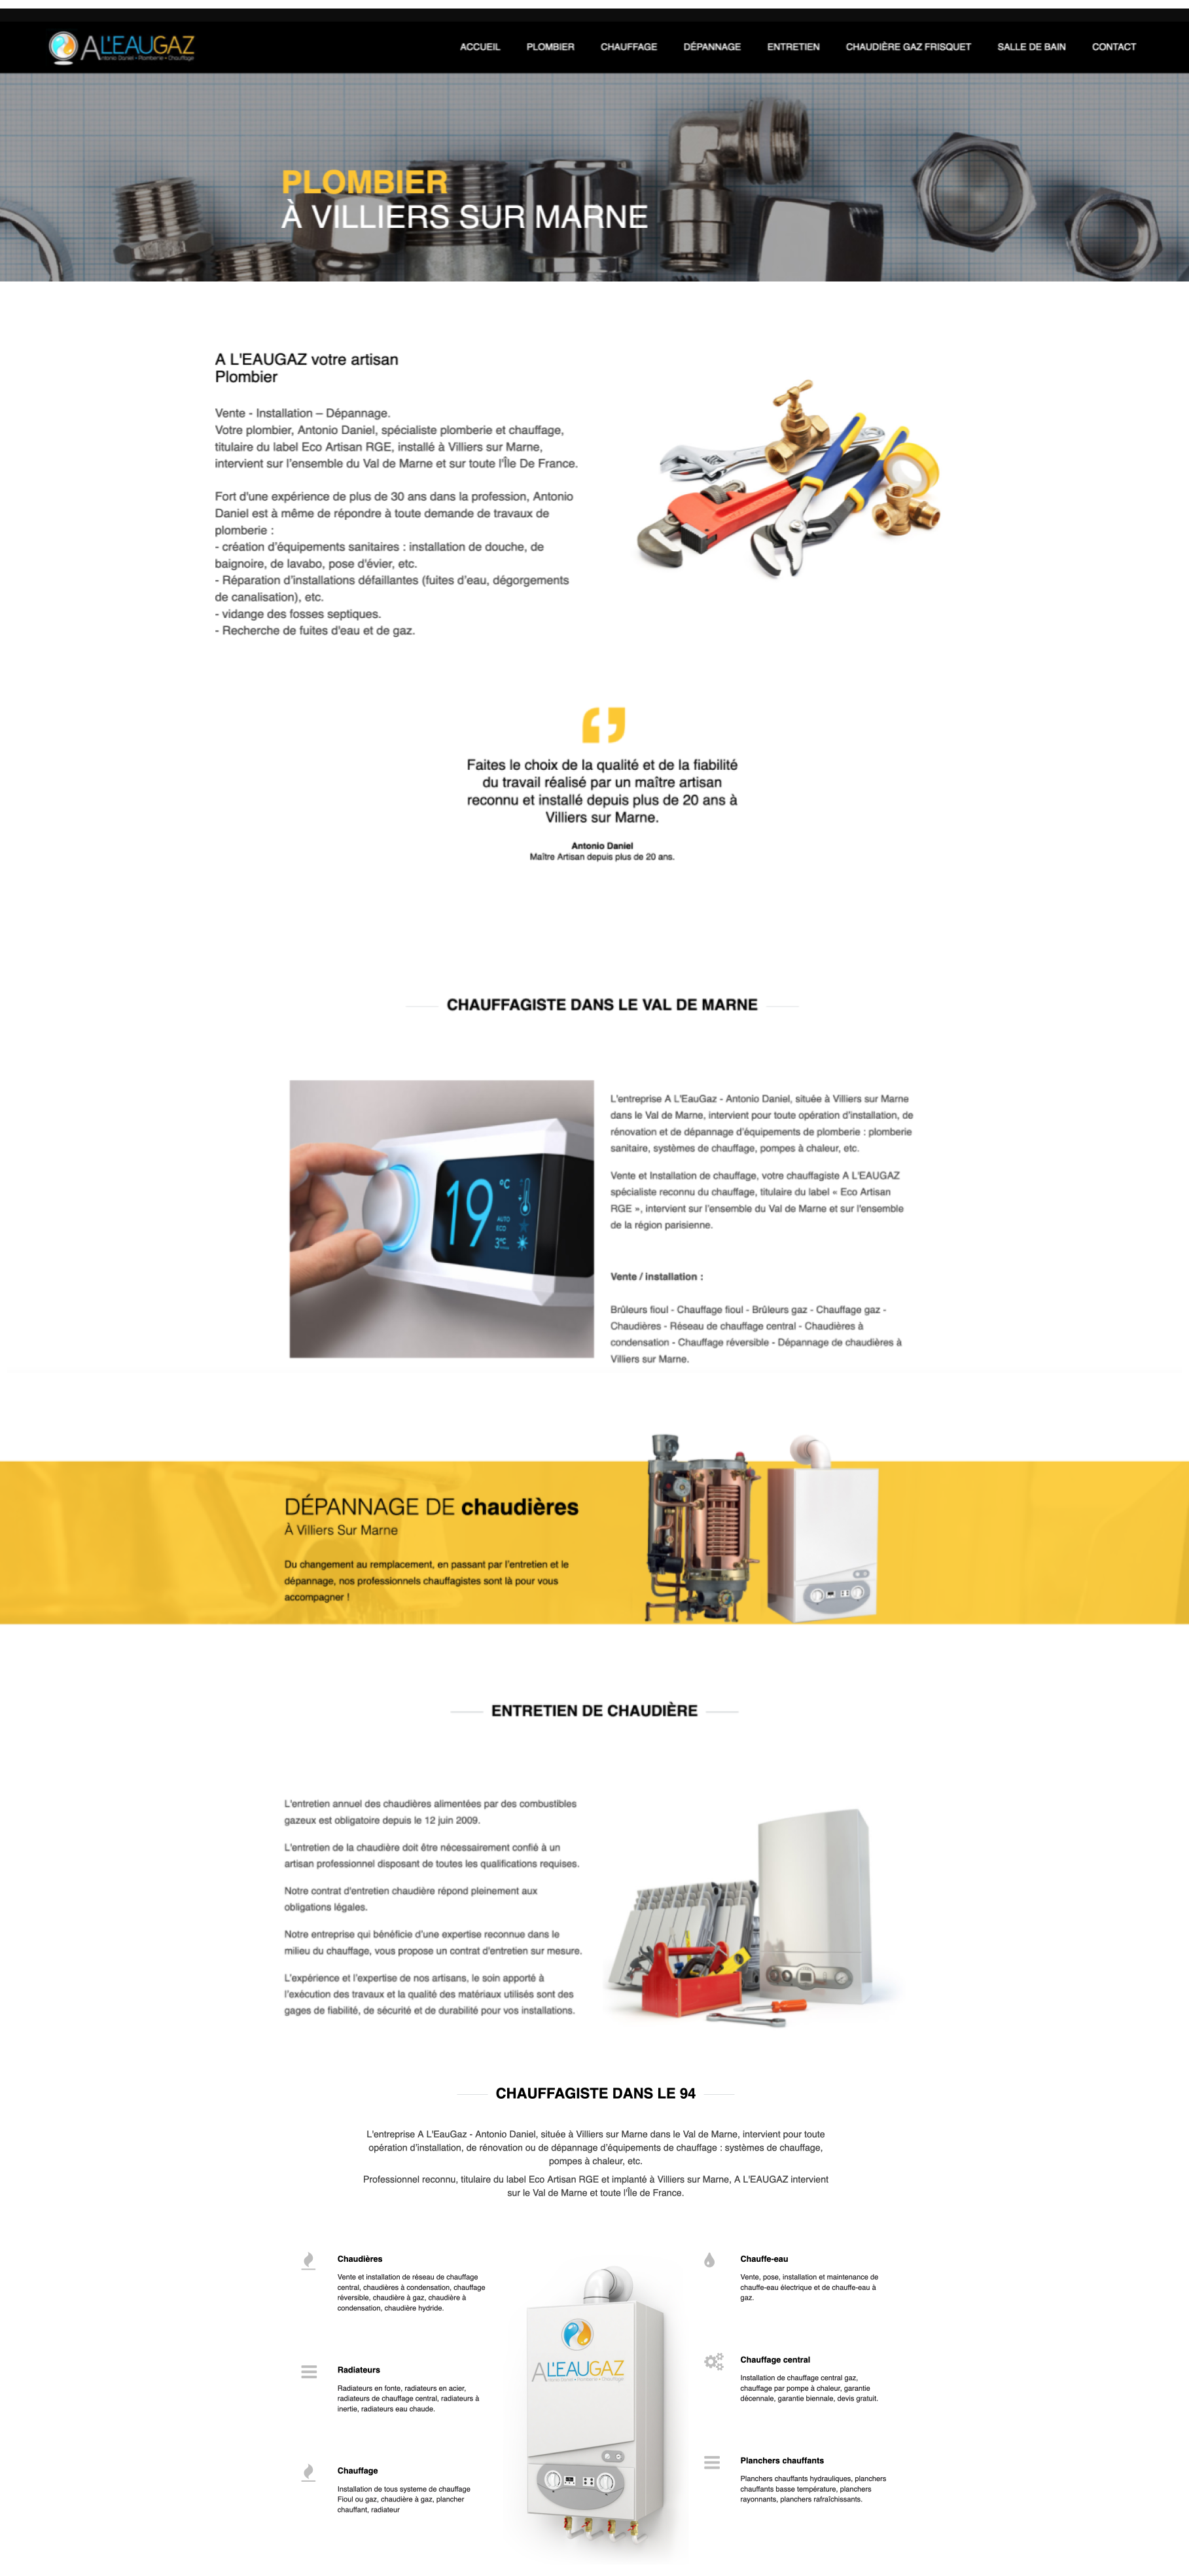 AL'EAUGAZ
Antonio Daniel • Plomberie • Chauffage
ACCUEIL PLOMBIER CHAUFFAGE DÉPANNAGE ENTRETIEN CHAUDIÈRE GAZ FRISQUET SALLE DE BAIN CONTACT
PLOMBIER
À VILLIERS SUR MARNE
A L'EAUGAZ votre artisan
Plombier
Vente - Installation – Dépannage.
Votre plombier, Antonio Daniel, spécialiste plomberie et chauffage,
titulaire du label Eco Artisan RGE, installé à Villiers sur Marne,
intervient sur l'ensemble du Val de Marne et sur toute l'Île De France.
Fort d'une expérience de plus de 30 ans dans la profession, Antonio
Daniel est à même de répondre à toute demande de travaux de
plomberie :
- création d'équipements sanitaires : installation de douche, de
baignoire, de lavabo, pose d'évier, etc.
- Réparation d'installations défaillantes (fuites d'eau, dégorgements
de canalisation), etc.
- vidange des fosses septiques.
- Recherche de fuites d'eau et de gaz.
Faites le choix de la qualité et de la fiabilité
du travail réalisé par un maître artisan
reconnu et installé depuis plus de 20 ans à
Villiers sur Marne.
Antonio Daniel
Maître Artisan depuis plus de 20 ans.
CHAUFFAGISTE DANS LE VAL DE MARNE
19 °C
AUTO
ECO
3°C
L'entreprise A L'EauGaz - Antonio Daniel, située à Villiers sur Marne
dans le Val de Marne, intervient pour toute opération d'installation, de
rénovation et de dépannage d'équipements de plomberie : plomberie
sanitaire, systèmes de chauffage, pompes à chaleur, etc.
Vente et Installation de chauffage, votre chauffagiste A L'EAUGAZ
spécialiste reconnu du chauffage, titulaire du label « Eco Artisan
RGE », intervient sur l'ensemble du Val de Marne et sur l'ensemble
de la région parisienne.
Vente / installation :
Brûleurs fioul - Chauffage fioul - Brûleurs gaz - Chauffage gaz -
Chaudières - Réseau de chauffage central - Chaudières à
condensation - Chauffage réversible - Dépannage de chaudières à
Villiers sur Marne.
DÉPANNAGE DE chaudières
À Villiers Sur Marne
Du changement au remplacement, en passant par l'entretien et le
dépannage, nos professionnels chauffagistes sont là pour vous
accompagner !
ENTRETIEN DE CHAUDIÈRE
L'entretien annuel des chaudières alimentées par des combustibles
gazeux est obligatoire depuis le 12 juin 2009.
L'entretien de la chaudière doit être nécessairement confié à un
artisan professionnel disposant de toutes les qualifications requises.
Notre contrat d'entretien chaudière répond pleinement aux
obligations légales.
Notre entreprise qui bénéficie d'une expertise reconnue dans le
milieu du chauffage, vous propose un contrat d'entretien sur mesure.
L'expérience et l'expertise de nos artisans, le soin apporté à
l'exécution des travaux et la qualité des matériaux utilisés sont des
gages de fiabilité, de sécurité et de durabilité pour vos installations.
CHAUFFAGISTE DANS LE 94
L'entreprise A L'EauGaz - Antonio Daniel, située à Villiers sur Marne dans le Val de Marne, intervient pour toute
opération d'installation, de rénovation ou de dépannage d'équipements de chauffage : systèmes de chauffage,
pompes à chaleur, etc.
Professionnel reconnu, titulaire du label Eco Artisan RGE et implanté à Villiers sur Marne, A L'EAUGAZ intervient
sur le Val de Marne et toute l'Île de France.
Chaudières
Vente et installation de réseau de chauffage
central, chaudières à condensation, chauffage
réversible, chaudière à gaz, chaudière à
condensation, chaudière hydride.
Radiateurs
Radiateurs en fonte, radiateurs en acier,
radiateurs de chauffage central, radiateurs à
inertie, radiateurs eau chaude.
Chauffage
Installation de tous systeme de chauffage
Fioul ou gaz, chaudière à gaz, plancher
chauffant, radiateur
AL'EAUGAZ
Antonio Daniel • Plomberie • Chauffage
Chauffe-eau
Vente, pose, installation et maintenance de
chauffe-eau électrique et de chauffe-eau à
gaz.
Chauffage central
Installation de chauffage central gaz,
chauffage par pompe à chaleur, garantie
décennale, garantie biennale, devis gratuit.
Planchers chauffants
Planchers chauffants hydrauliques, planchers
chauffants basse température, planchers
rayonnants, planchers rafraîchissants.